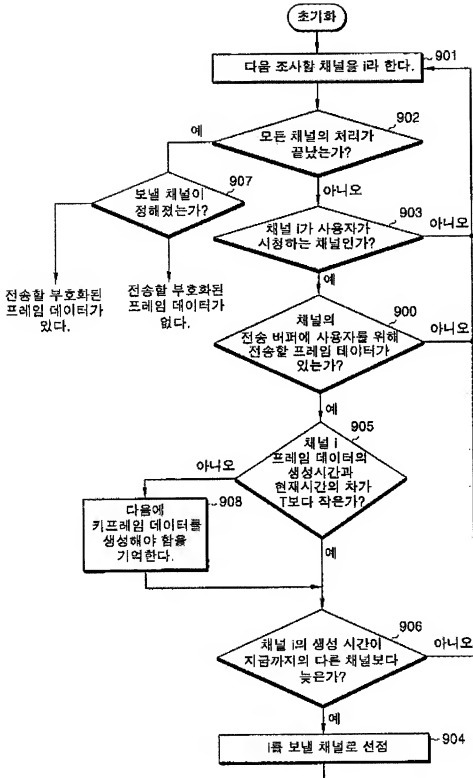 초기화
다음 조사할 채널을 i라 한다.
901
모든 채널의 처리가
끝났는가?
902
예
아니오
보낼 채널이
정해졌는가?
907
채널 i가 사용자가
시청하는 채널인가?
903
아니오
예
전송할 부호화된
프레임 데이터가
있다.
전송할 부호화된
프레임 데이터가
없다.
채널의
전송 버퍼에 사용자를 위해
전송할 프레임 테이터가
있는가?
900
아니오
예
채널 i
프레임 데이터의
생성시간과
현재시간의 차가
T보다 작은가?
905
아니오
예
다음에
키프레임 데이터를
생성해야 함을
기억한다.
908
채널 i의 생성 시간이
지금까지의 다른 채널보다
늦은가?
906
아니오
예
i를 보낼 채널로 선점
904